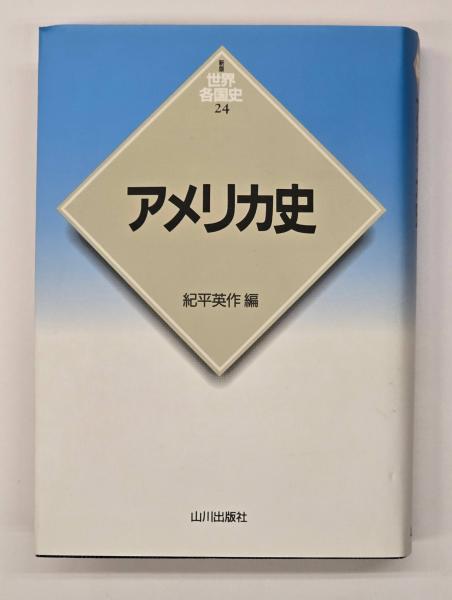 新版
世界
各国史
24
アメリカ史
紀平英作 編
山川出版社